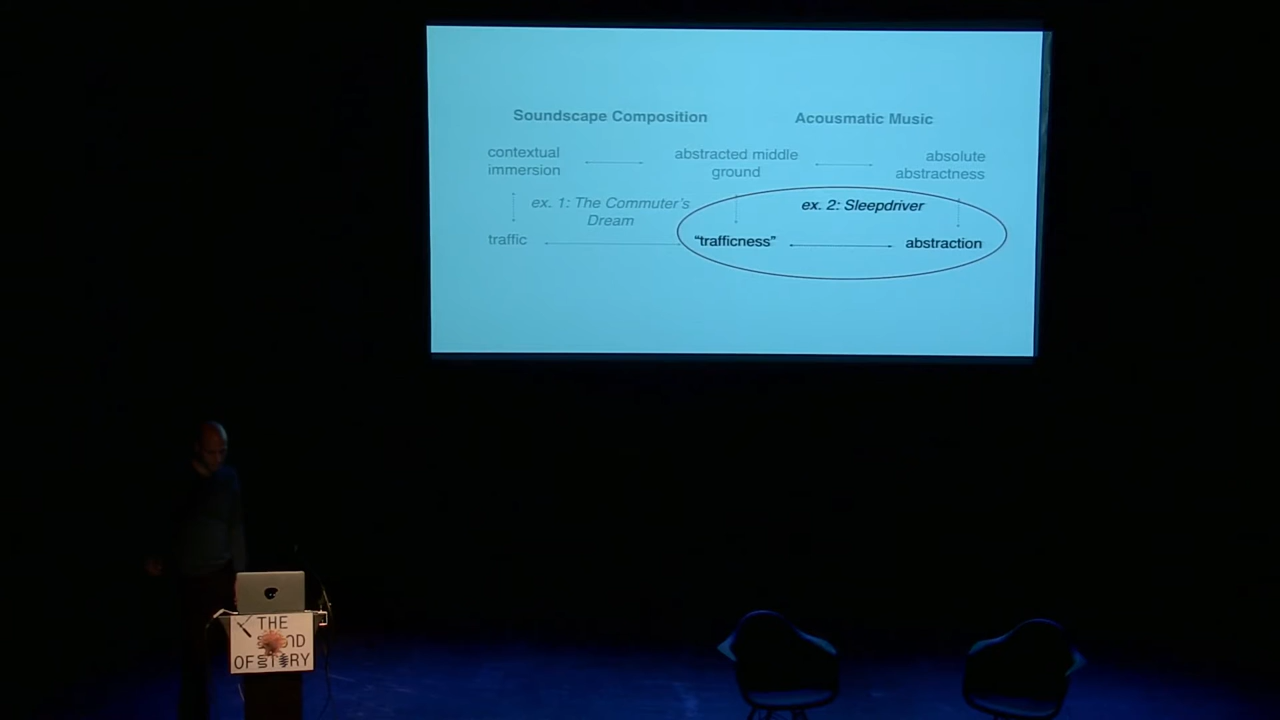 Soundscape Composition
Acousmatic Music
contextual
immersion
abstracted middle
ground
absolute
abstractness
ex. 1: The Commuter's
Dream
ex. 2: Sleepdriver
traffic
“trafficness”
abstraction
THE
SOUND
OF STORY